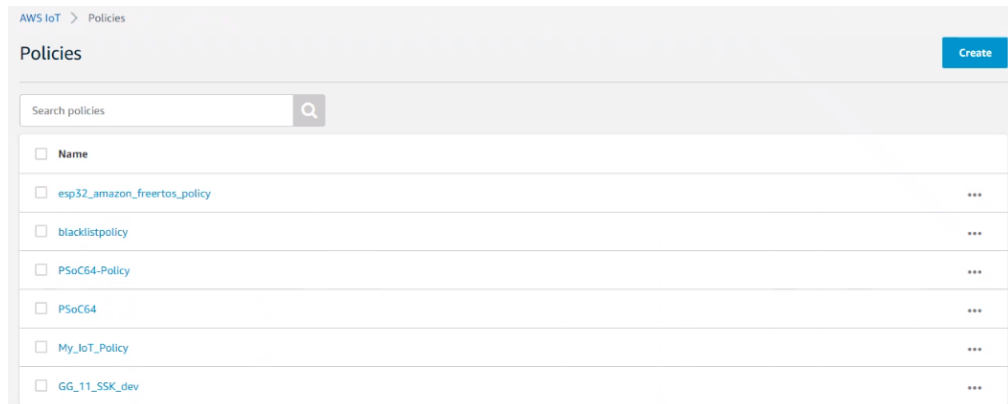 AWS IoT > Policies
Policies
Create
Search policies
Name
esp32_amazon_freertos_policy
blacklistpolicy
PSoC64-Policy
PSoC64
My_IoT_Policy
GG_11_SSK_dev